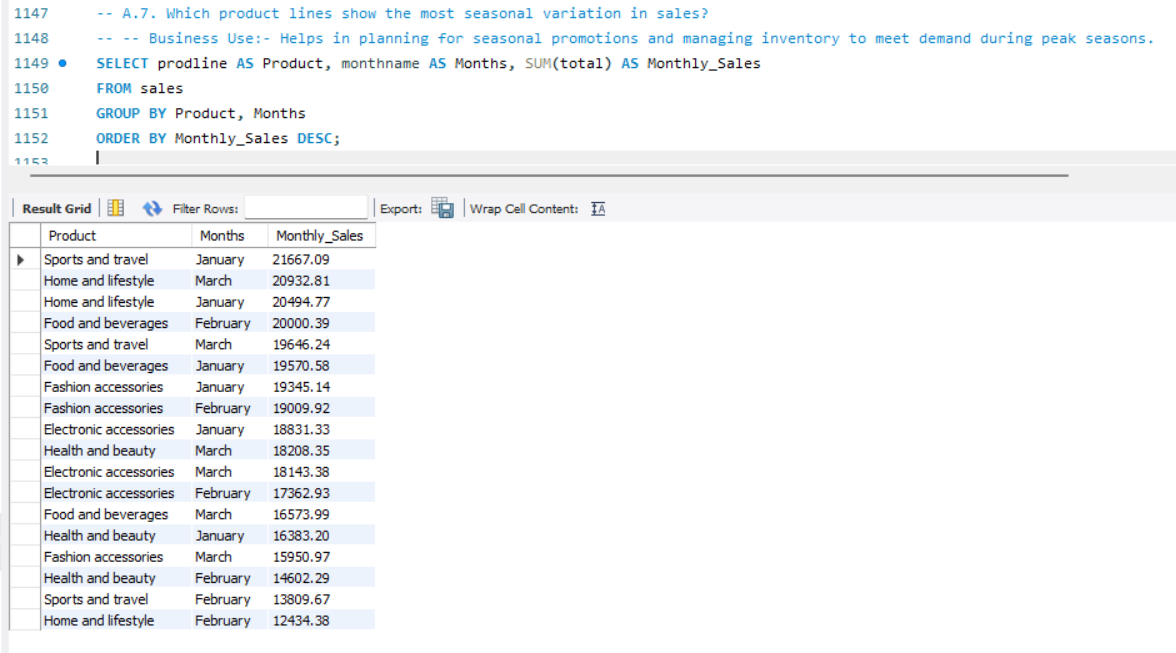 1147 -- A.7. Which product lines show the most seasonal variation in sales?
1148 -- -- Business Use:- Helps in planning for seasonal promotions and managing inventory to meet demand during peak seasons.
1149 SELECT prodline AS Product, monthname AS Months, SUM(total) AS Monthly_Sales
1150 FROM sales
1151 GROUP BY Product, Months
1152 ORDER BY Monthly_Sales DESC;
1153
Result Grid Filter Rows: Export: Wrap Cell Content: IA
Product Months Monthly_Sales
Sports and travel January 21667.09
Home and lifestyle March 20932.81
Home and lifestyle January 20494.77
Food and beverages February 20000.39
Sports and travel March 19646.24
Food and beverages January 19570.58
Fashion accessories January 19345.14
Fashion accessories February 19009.92
Electronic accessories January 18831.33
Health and beauty March 18208.35
Electronic accessories March 18143.38
Electronic accessories February 17362.93
Food and beverages March 16573.99
Health and beauty January 16383.20
Fashion accessories March 15950.97
Health and beauty February 14602.29
Sports and travel February 13809.67
Home and lifestyle February 12434.38